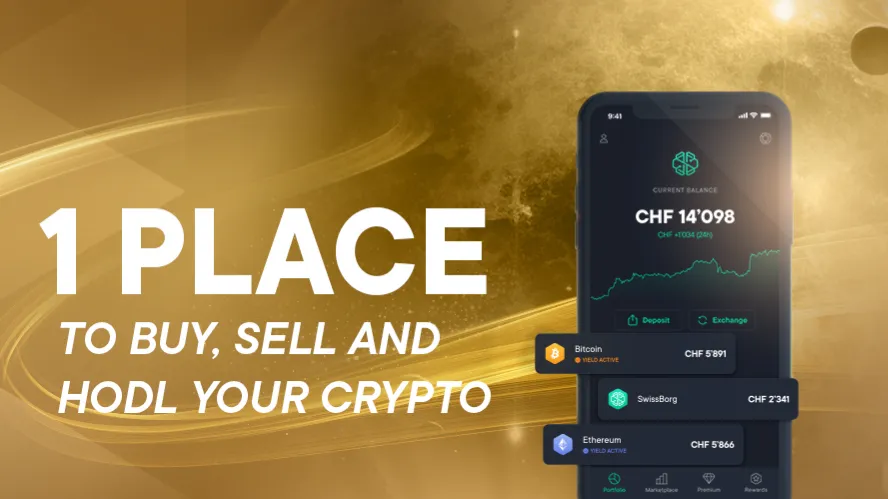 1 PLACE
TO BUY, SELL AND
HODL YOUR CRYPTO
9:41
CURRENT BALANCE
CHF 14'098
CHF +1'034 (24h)
Deposit
Exchange
Bitcoin
YIELD ACTIVE
CHF 5'891
SwissBorg
CHF 2'341
Ethereum
YIELD ACTIVE
CHF 5'866
Portfolio
Marketplace
Premium
Rewards